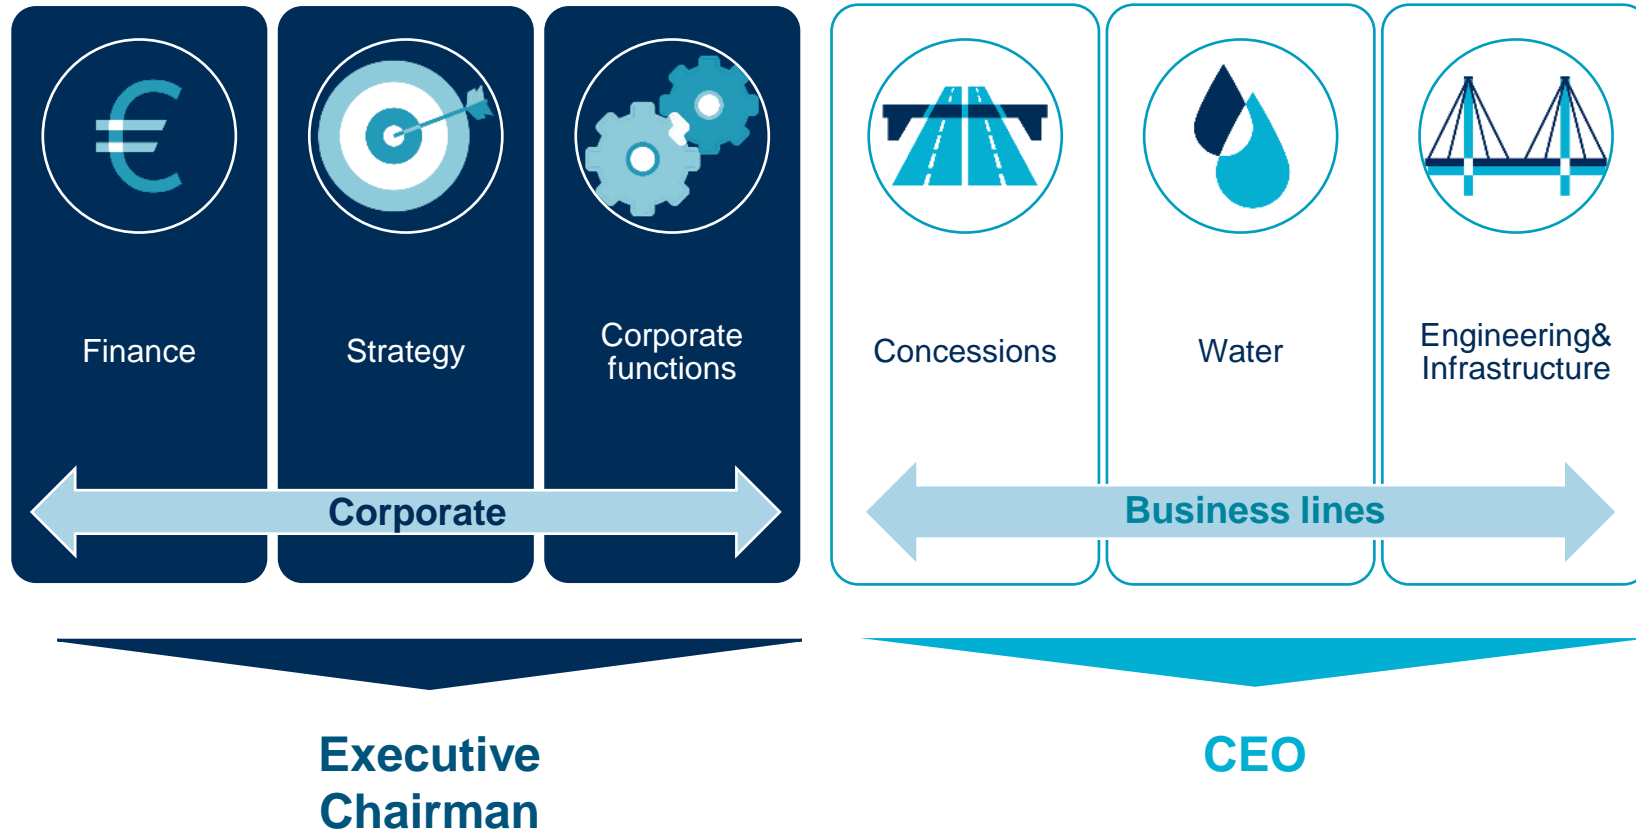 Finance
Strategy
Corporate
functions
Concessions
Water
Engineering&
Infrastructure
Corporate
Business lines
Executive
Chairman
CEO